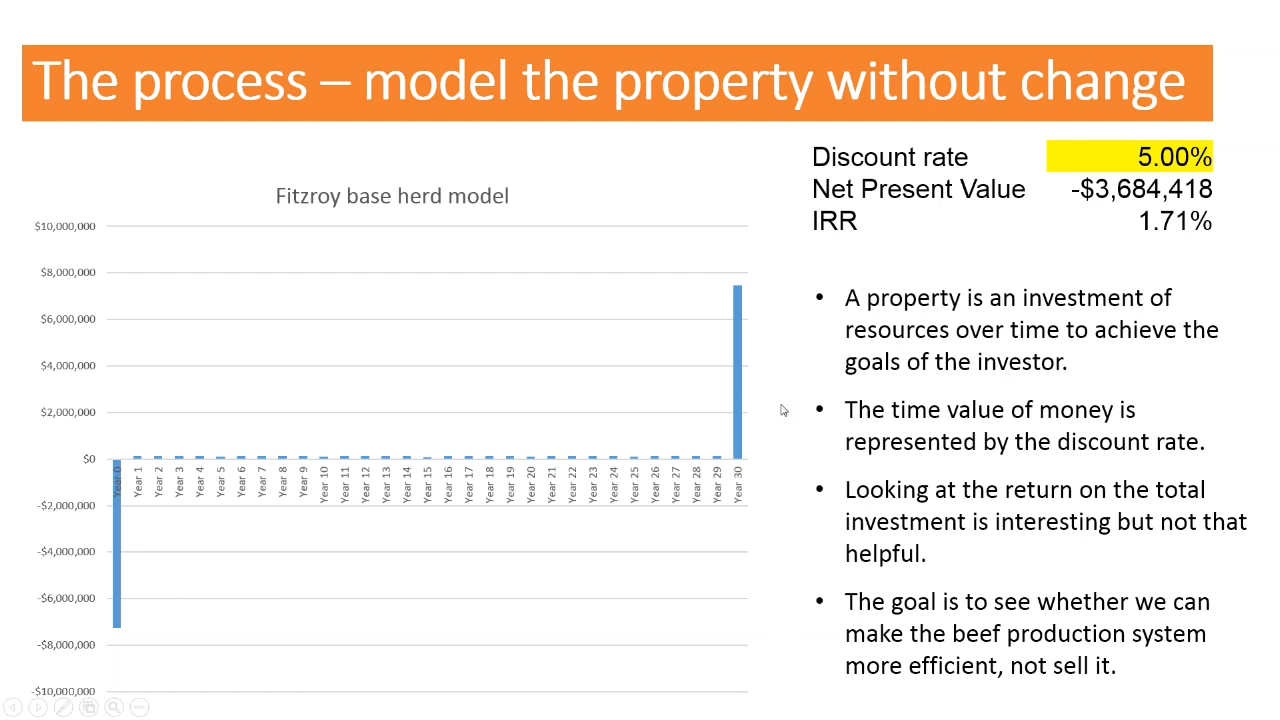 The process – model the property without change
Discount rate 5.00%
Net Present Value -$3,684,418
IRR 1.71%
Fitzroy base herd model
$10,000,000
$8,000,000
$6,000,000
$4,000,000
$2,000,000
$0
-$2,000,000
-$4,000,000
-$6,000,000
-$8,000,000
-$10,000,000
Year 0
Year 1
Year 2
Year 3
Year 4
Year 5
Year 6
Year 7
Year 8
Year 9
Year 10
Year 11
Year 12
Year 13
Year 14
Year 15
Year 16
Year 17
Year 18
Year 19
Year 20
Year 21
Year 22
Year 23
Year 24
Year 25
Year 26
Year 27
Year 28
Year 29
Year 30
• A property is an investment of
resources over time to achieve the
goals of the investor.
• The time value of money is
represented by the discount rate.
• Looking at the return on the total
investment is interesting but not that
helpful.
• The goal is to see whether we can
make the beef production system
more efficient, not sell it.